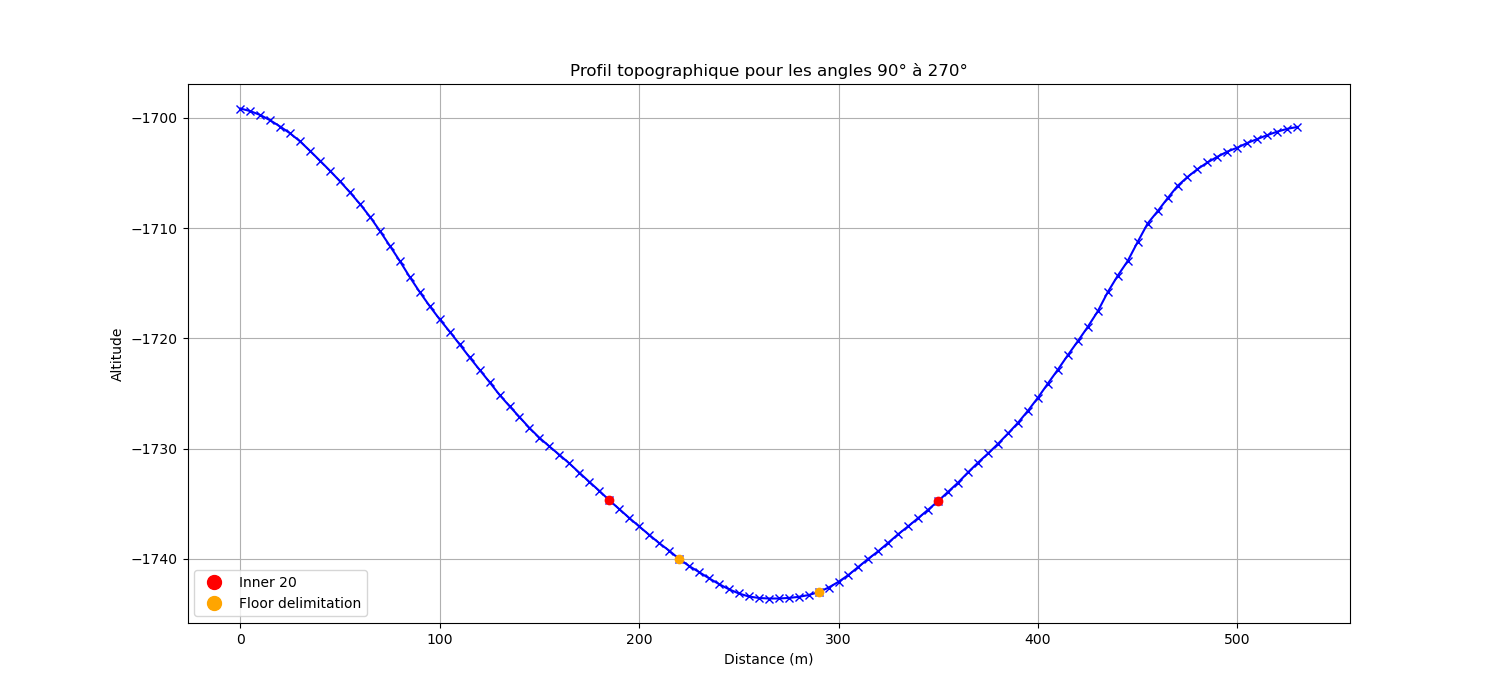 Profil topographique pour les angles 90° à 270°
Altitude
−1700
−1710
−1720
−1730
−1740
Inner 20
Floor delimitation
0 100 200 300 400 500
Distance (m)